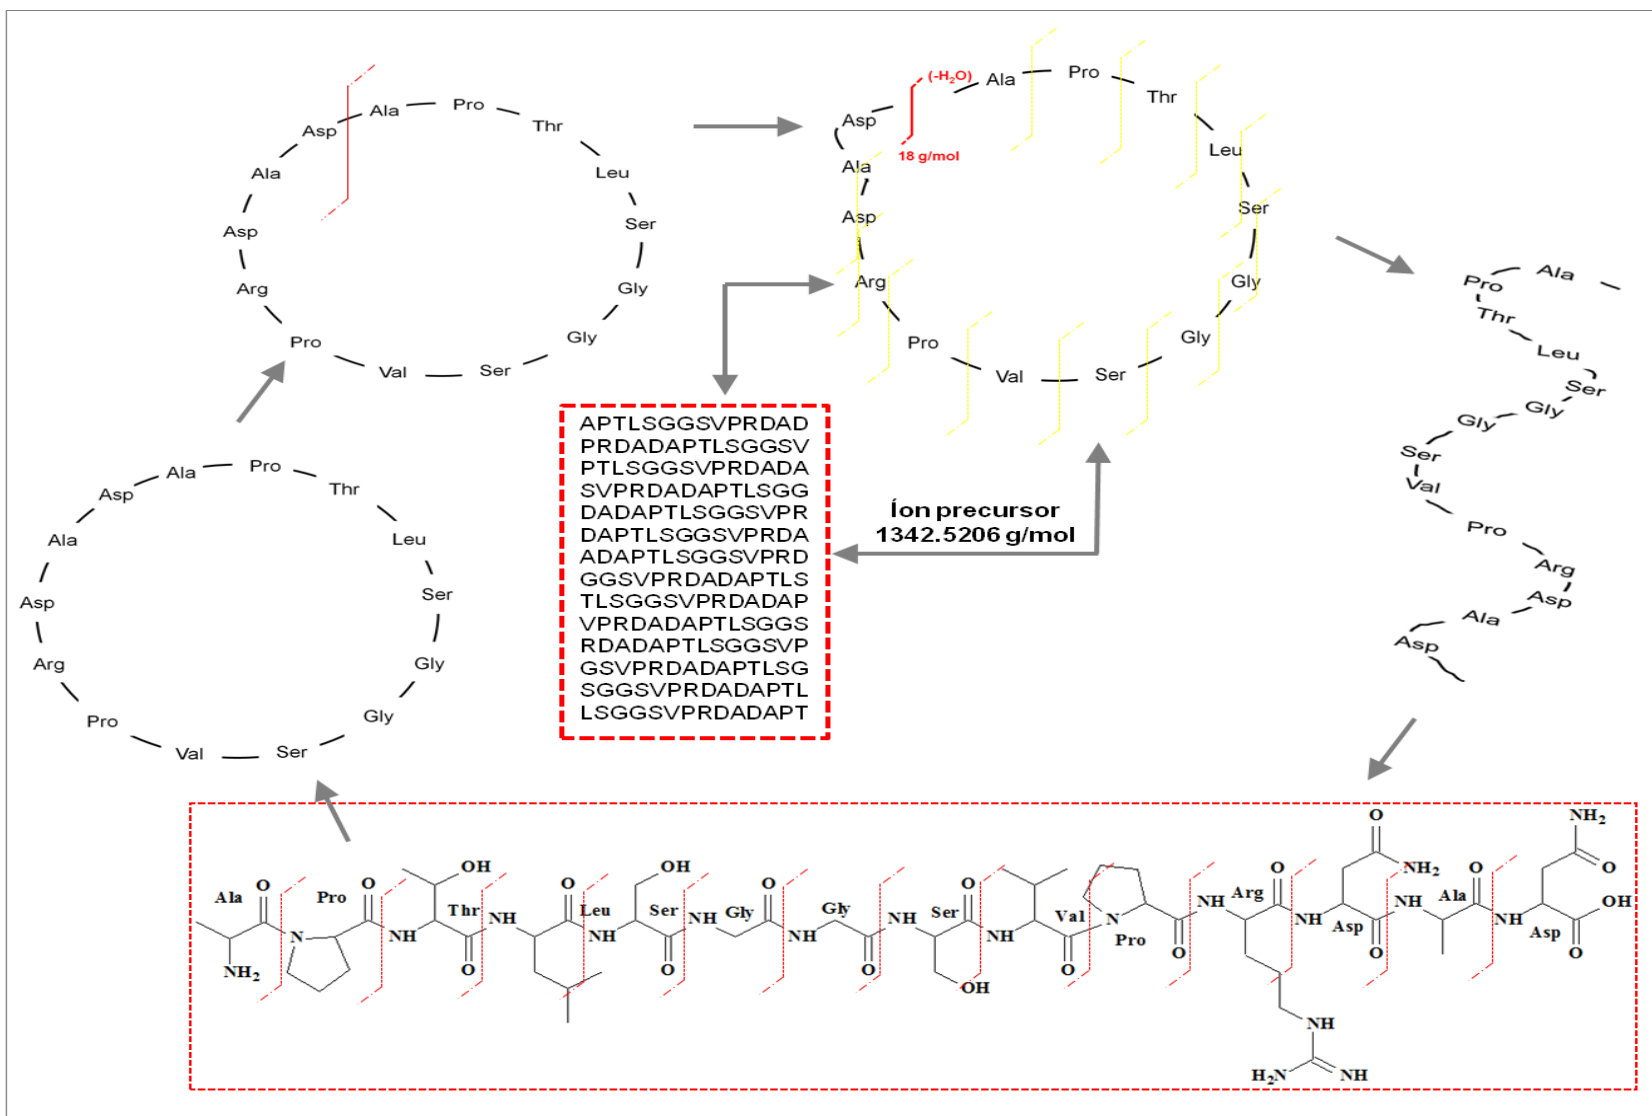 Ala
Pro
Thr
Leu
Ser
Gly
Gly
Ser
Val
Pro
Arg
Asp
Ala
Asp
(-H₂O)
18 g/mol
Ala
Pro
Thr
Leu
Ser
Gly
Gly
Ser
Val
Pro
Arg
Asp
Ala
Asp
Ala
Pro
Thr
Leu
Ser
Gly
Gly
Ser
Val
Pro
Arg
Asp
Ala
Asp
APTLSGGSVPRDAD
PRDADAPTLSGGSV
PTLSGGSVPRDADA
SVPRDADAPTLSGG
DADAPTLSGGSVPR
DAPTLSGGSVPRDA
ADAPTLSGGSVPRD
GGSVPRDADAPTLS
TLSGGSVPRDADAP
VPRDADAPTLSGGS
RDADAPTLSGGSVP
GSVPRDADAPTLSG
SGGSVPRDADAPTL
LSGGSVPRDADAPT
Íon precursor
1342.5206 g/mol
Ala
Pro
Thr
Leu
Ser
Gly
Gly
Ser
Val
Pro
Arg
Asp
Ala
Asp
O NH₂
OH OH NH₂ O
Ala O Pro O O O O O Arg O Ala O
Thr NH Leu Ser NH Gly Gly NH Ser Val NH NH OH
N NH NH NH NH N Pro NH Asp NH Asp
NH₂ O O O O O O O
OH
NH
H₂N NH